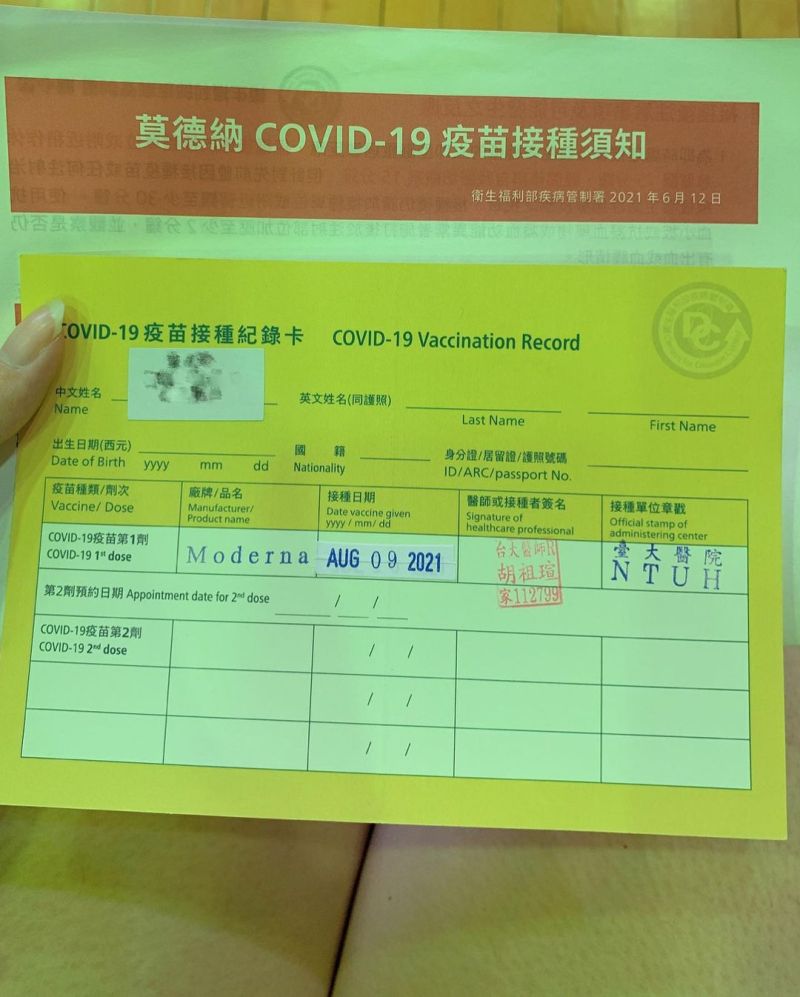 莫德納 COVID-19 疫苗接種須知
衛生福利部疾病管制署 2021 年 6 月 12 日
COVID-19 疫苗接種紀錄卡 COVID-19 Vaccination Record
中文姓名 英文姓名(同護照)
Name Last Name First Name
出生日期(西元) 國 籍 身分證/居留證/護照號碼
Date of Birth yyyy mm dd Nationality ID/ARC/passport No.
疫苗種類/劑次 廠牌/品名 接種日期 醫師或接種者簽名 接種單位章戳
Vaccine/ Dose Manufacturer/ Date vaccine given Signature of Official stamp of
Product name yyyy / mm/ dd healthcare professional administering center
COVID-19疫苗第1劑 台大醫師R 臺大醫院
COVID-19 1st dose Moderna AUG 09 2021 胡祖瑄 NTUH
家112799
第2劑預約日期 Appointment date for 2nd dose / /
COVID-19疫苗第2劑
COVID-19 2nd dose / /
/ /
/ /